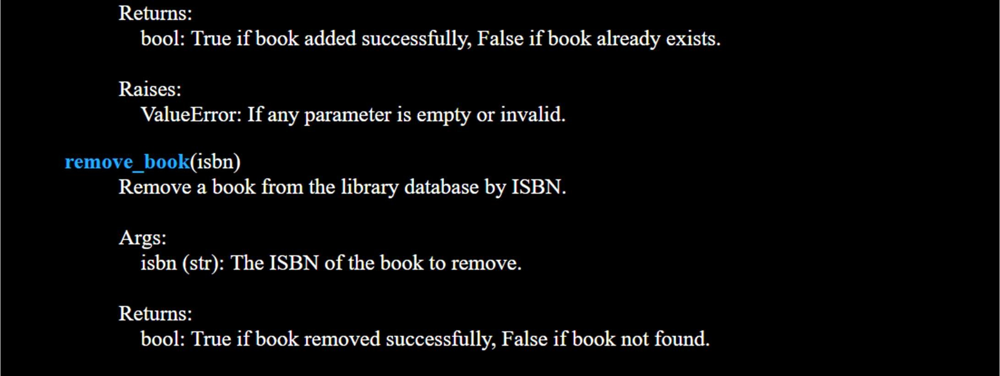 Returns:
bool: True if book added successfully, False if book already exists.
Raises:
ValueError: If any parameter is empty or invalid.
remove_book(isbn)
Remove a book from the library database by ISBN.
Args:
isbn (str): The ISBN of the book to remove.
Returns:
bool: True if book removed successfully, False if book not found.